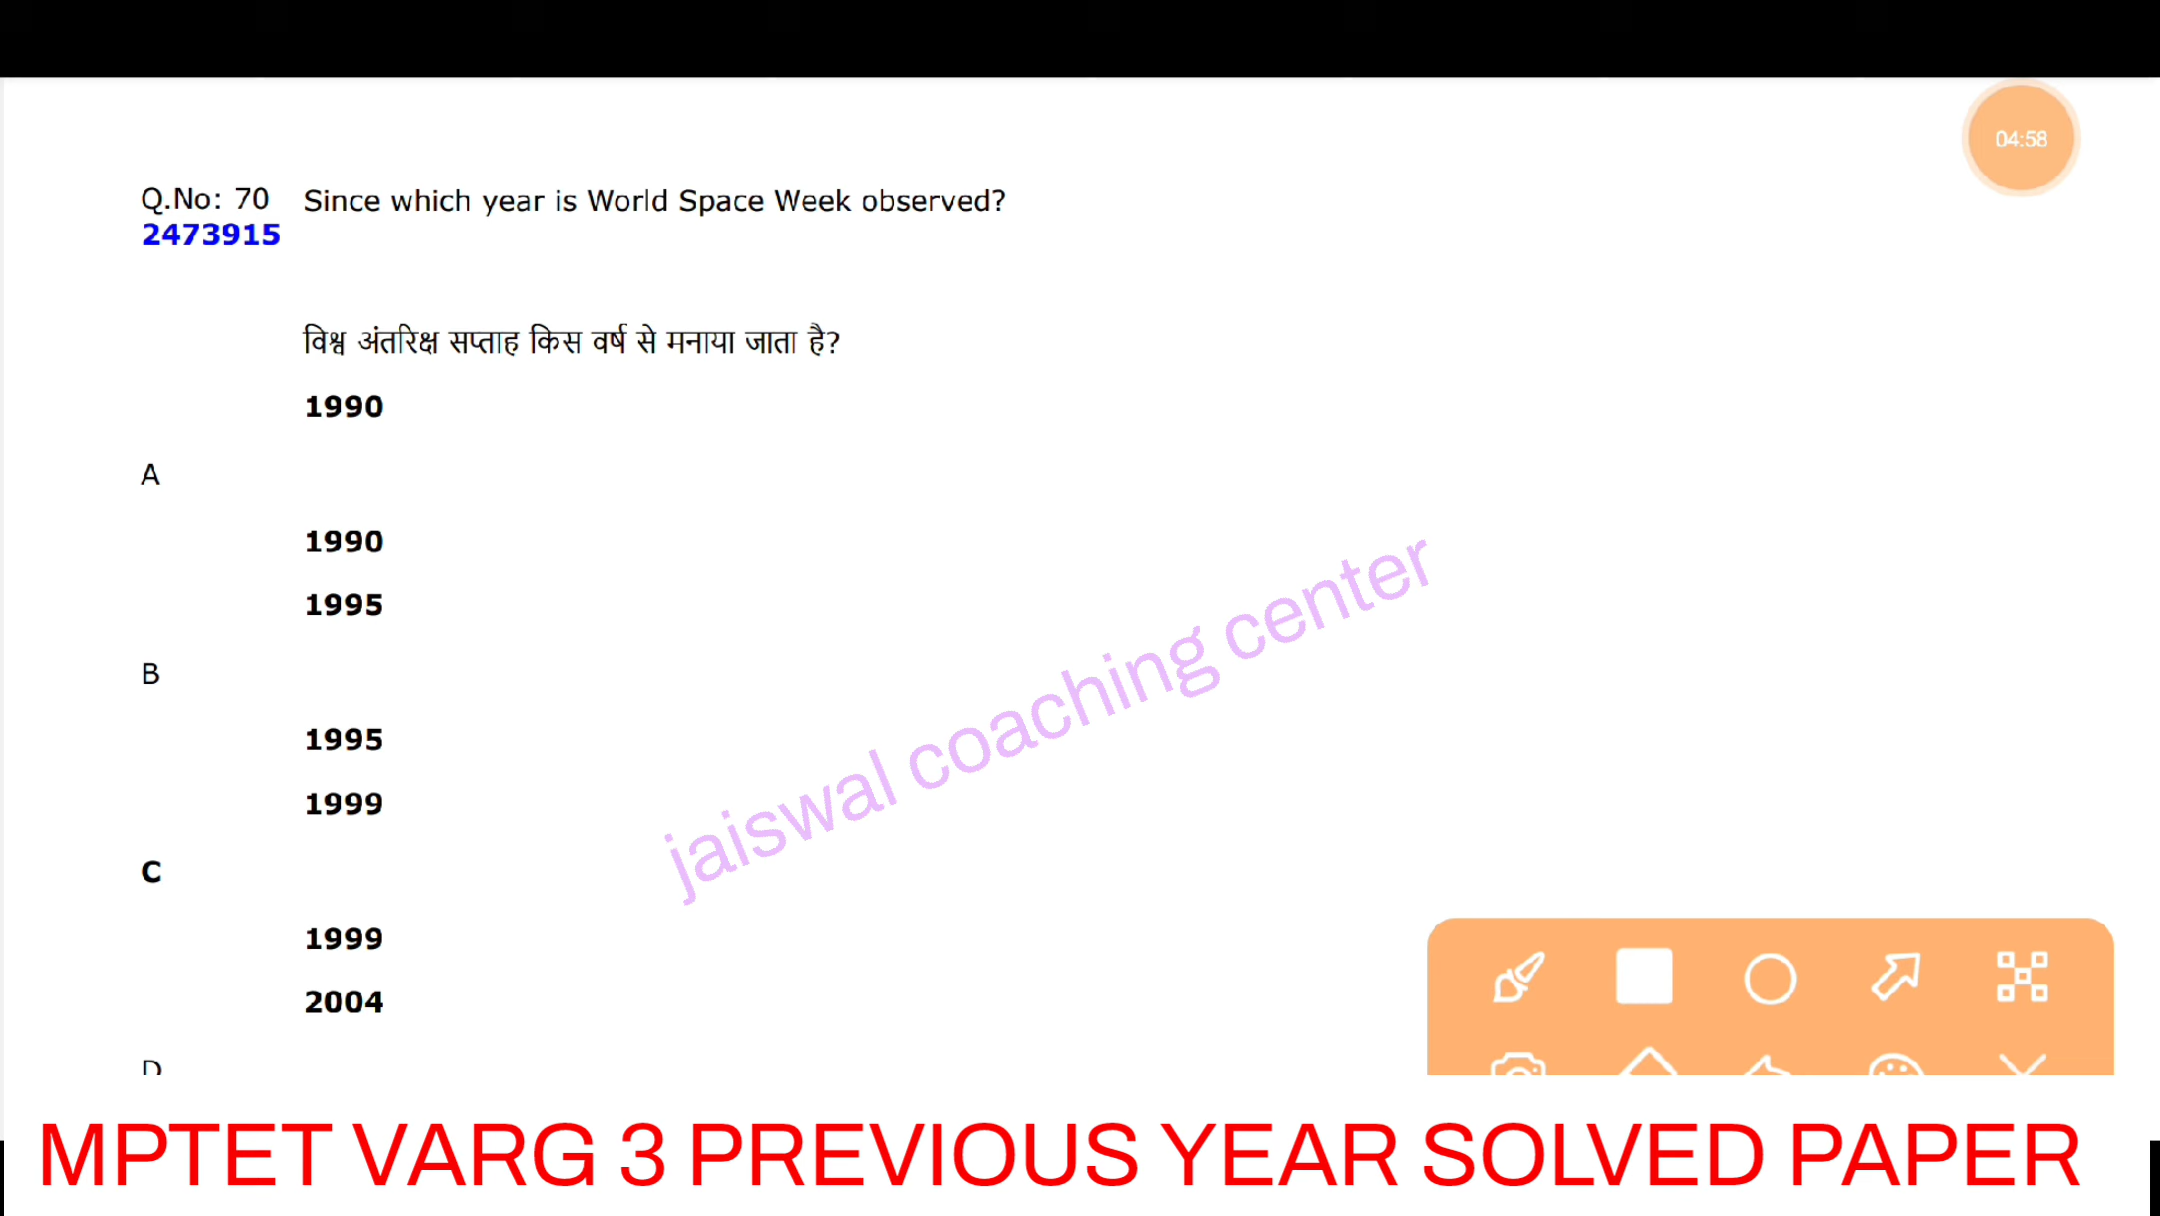 04:58
Q.No: 70 Since which year is World Space Week observed?
2473915
विश्व अंतरिक्ष सप्ताह किस वर्ष से मनाया जाता है?
1990
A
1990
1995
B
1995
1999
C
1999
2004
D
jaiswal coaching center
MPTET VARG 3 PREVIOUS YEAR SOLVED PAPER